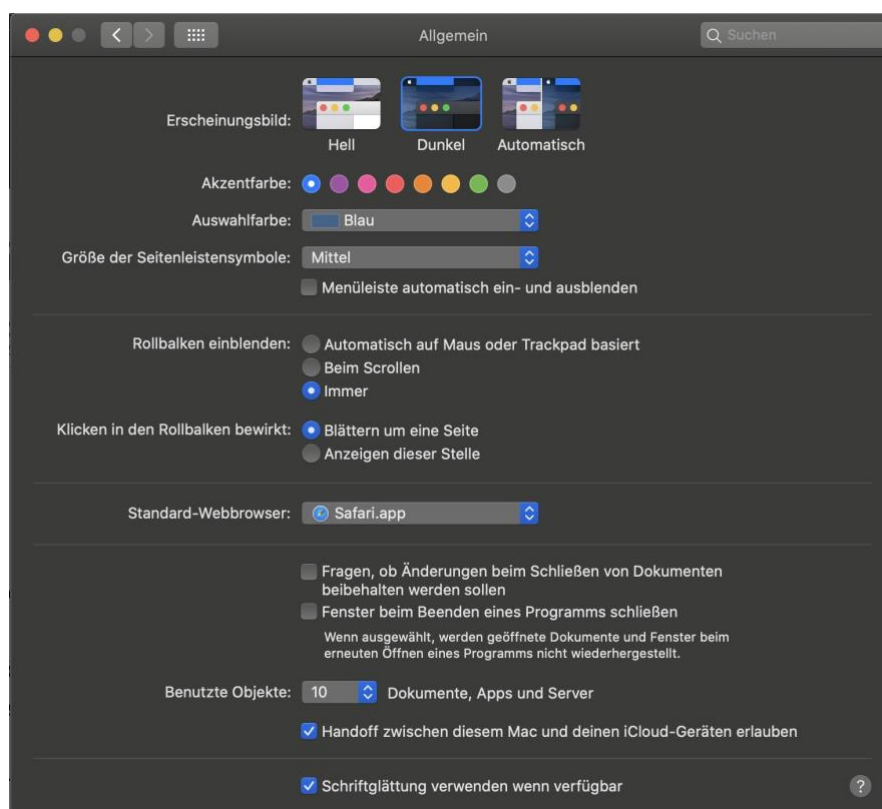 Allgemein
Suchen
Erscheinungsbild:
Hell
Dunkel
Automatisch
Akzentfarbe:
Auswahlfarbe: Blau
Größe der Seitenleistensymbole: Mittel
Menüleiste automatisch ein- und ausblenden
Rollbalken einblenden: Automatisch auf Maus oder Trackpad basiert
Beim Scrollen
Immer
Klicken in den Rollbalken bewirkt: Blättern um eine Seite
Anzeigen dieser Stelle
Standard-Webbrowser: Safari.app
Fragen, ob Änderungen beim Schließen von Dokumenten
beibehalten werden sollen
Fenster beim Beenden eines Programms schließen
Wenn ausgewählt, werden geöffnete Dokumente und Fenster beim
erneuten Öffnen eines Programms nicht wiederhergestellt.
Benutzte Objekte: 10 Dokumente, Apps und Server
Handoff zwischen diesem Mac und deinen iCloud-Geräten erlauben
Schriftglättung verwenden wenn verfügbar
?